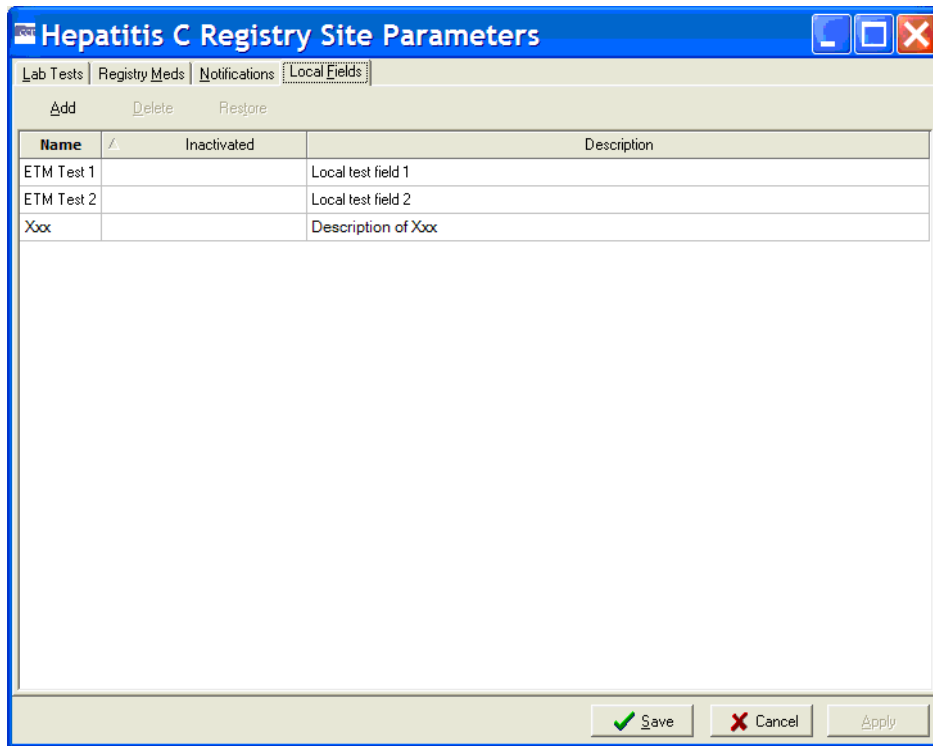 Hepatitis C Registry Site Parameters
Lab Tests Registry Meds Notifications Local Fields
Add Delete Restore
Name Inactivated Description
ETM Test 1 Local test field 1
ETM Test 2 Local test field 2
Xxx Description of Xxx
Save Cancel Apply